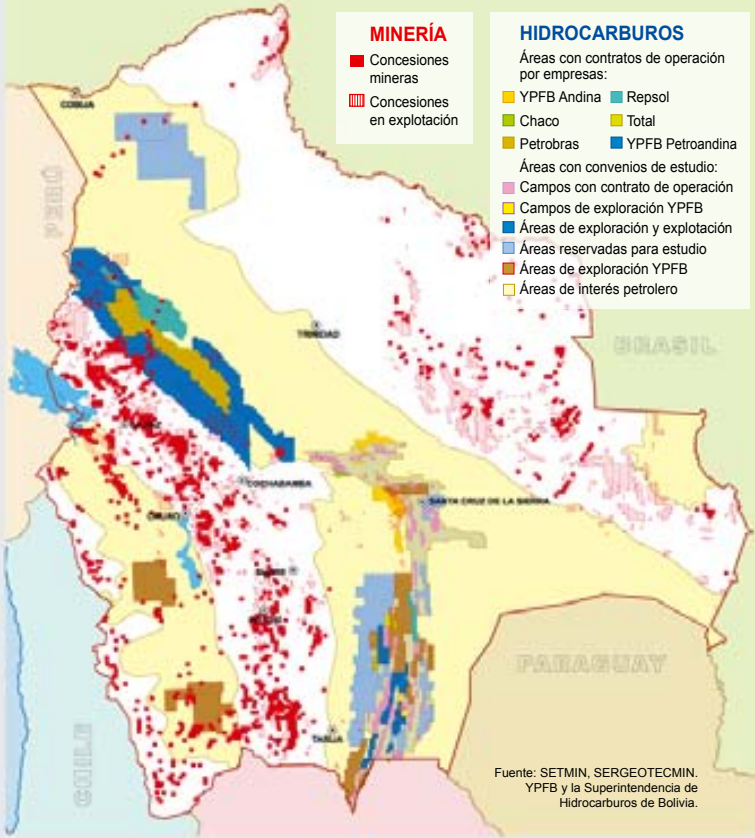 MINERÍA
Concesiones
mineras
Concesiones
en explotación
HIDROCARBUROS
Áreas con contratos de operación
por empresas:
YPFB Andina
Repsol
Chaco
Total
Petrobras
YPFB Petroandina
Áreas con convenios de estudio:
Campos con contrato de operación
Campos de exploración YPFB
Áreas de exploración y explotación
Áreas reservadas para estudio
Áreas de exploración YPFB
Áreas de interés petrolero
COBIJA
PERÚ
TRINIDAD
BRASIL
COCHABAMBA
SANTA CRUZ DE LA SIERRA
ORURO
PARAGUAY
TARIJA
CHILE
Fuente: SETMIN, SERGEOTECMIN.
YPFB y la Superintendencia de
Hidrocarburos de Bolivia.